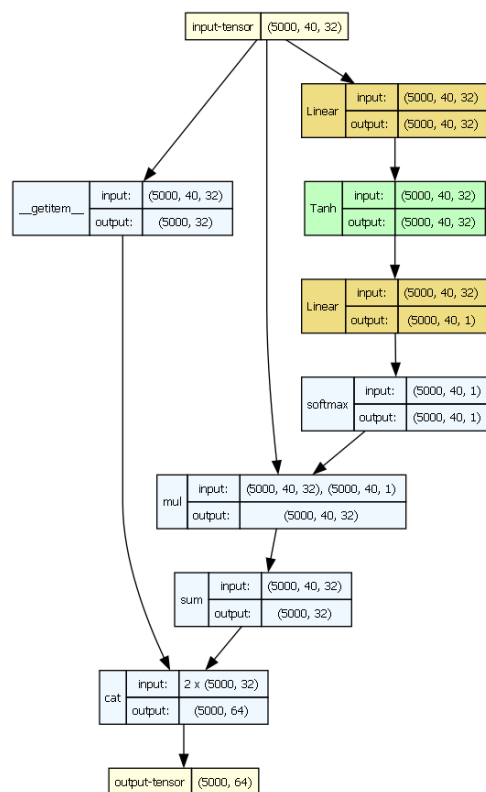 input-tensor (5000, 40, 32)
Linear
input: (5000, 40, 32)
output: (5000, 40, 32)
__getitem__
input: (5000, 40, 32)
output: (5000, 32)
Tanh
input: (5000, 40, 32)
output: (5000, 40, 32)
Linear
input: (5000, 40, 32)
output: (5000, 40, 1)
softmax
input: (5000, 40, 1)
output: (5000, 40, 1)
mul
input: (5000, 40, 32), (5000, 40, 1)
output: (5000, 40, 32)
sum
input: (5000, 40, 32)
output: (5000, 32)
cat
input: 2 x (5000, 32)
output: (5000, 64)
output-tensor (5000, 64)